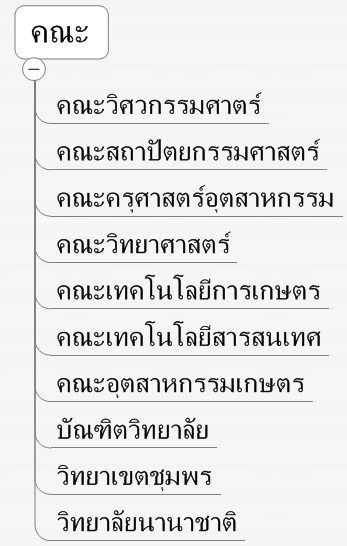 คณะ
คณะวิศวกรรมศาตร์
คณะสถาปัตยกรรมศาสตร์
คณะครุศาสตร์อุตสาหกรรม
คณะวิทยาศาสตร์
คณะเทคโนโลยีการเกษตร
คณะเทคโนโลยีสารสนเทศ
คณะอุตสาหกรรมเกษตร
บัณฑิตวิทยาลัย
วิทยาเขตชุมพร
วิทยาลัยนานาชาติ